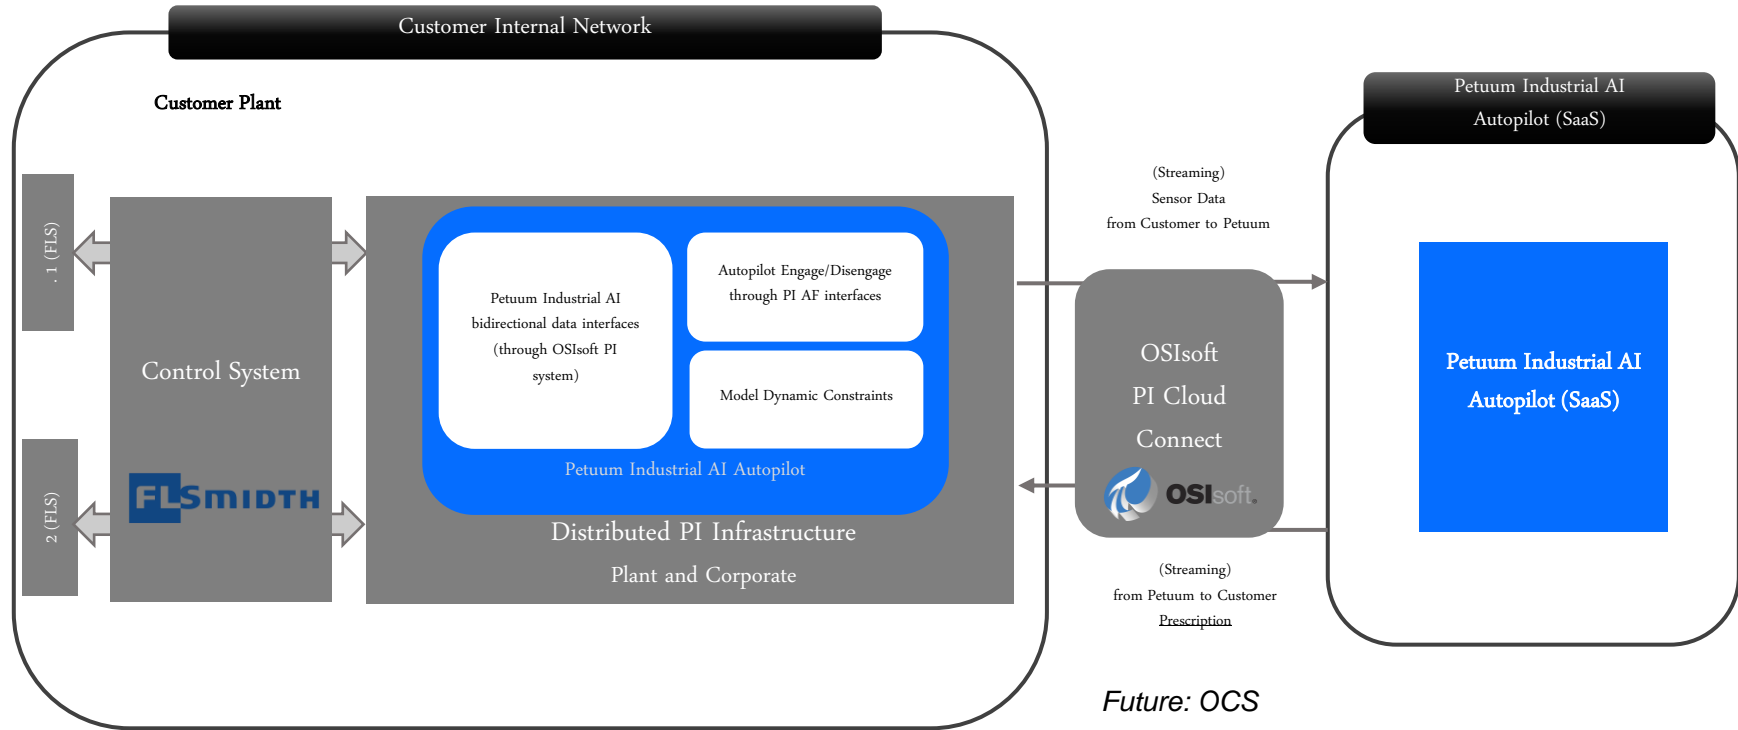 Customer Internal Network
Customer Plant
Petuum Industrial AI
Autopilot (SaaS)
(Streaming)
Sensor Data
from Customer to Petuum
. 1 (FLS)
2 (FLS)
Control System
FLSMIDTH
Petuum Industrial AI
bidirectional data interfaces
(through OSIsoft PI
system)
Autopilot Engage/Disengage
through PI AF interfaces
Model Dynamic Constraints
Petuum Industrial AI Autopilot
Distributed PI Infrastructure
Plant and Corporate
OSIsoft
PI Cloud
Connect
OSIsoft.
Petuum Industrial AI
Autopilot (SaaS)
(Streaming)
from Petuum to Customer
Prescription
Future: OCS